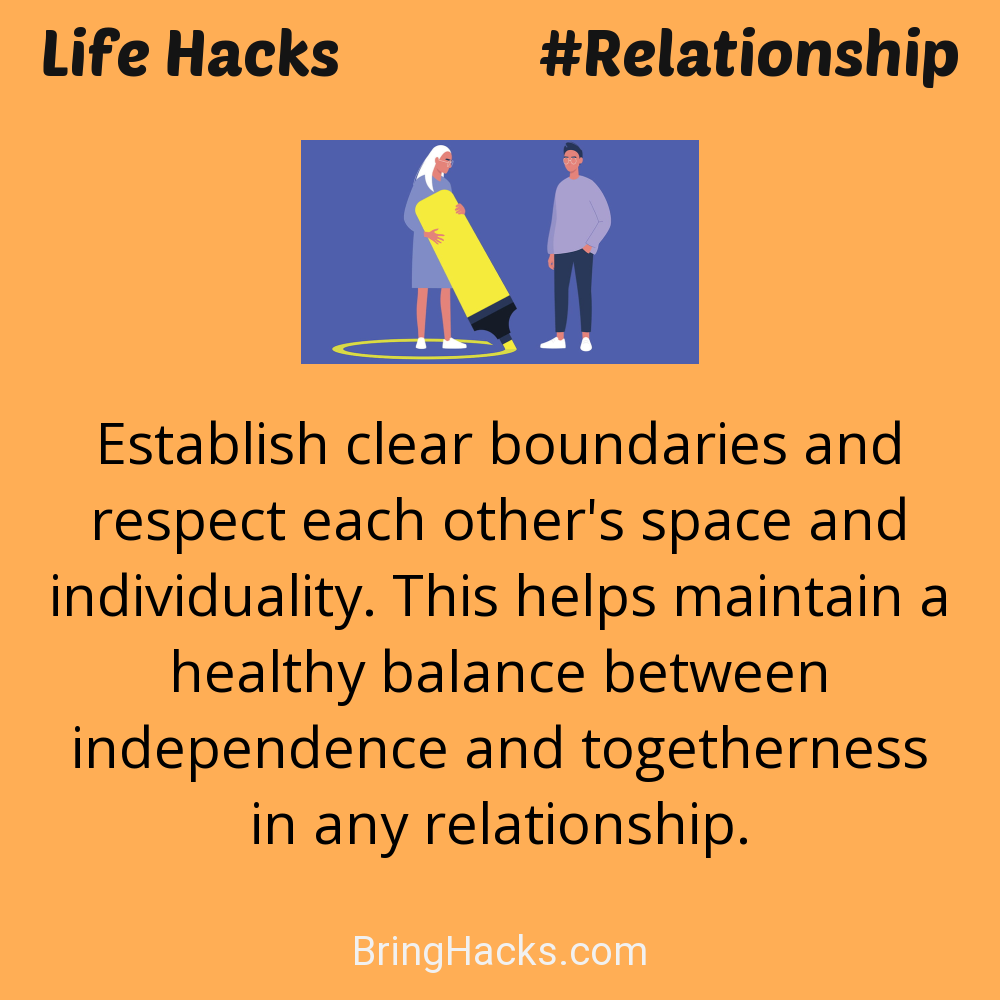 Life Hacks #Relationship
Establish clear boundaries and
respect each other's space and
individuality. This helps maintain a
healthy balance between
independence and togetherness
in any relationship.
BringHacks.com